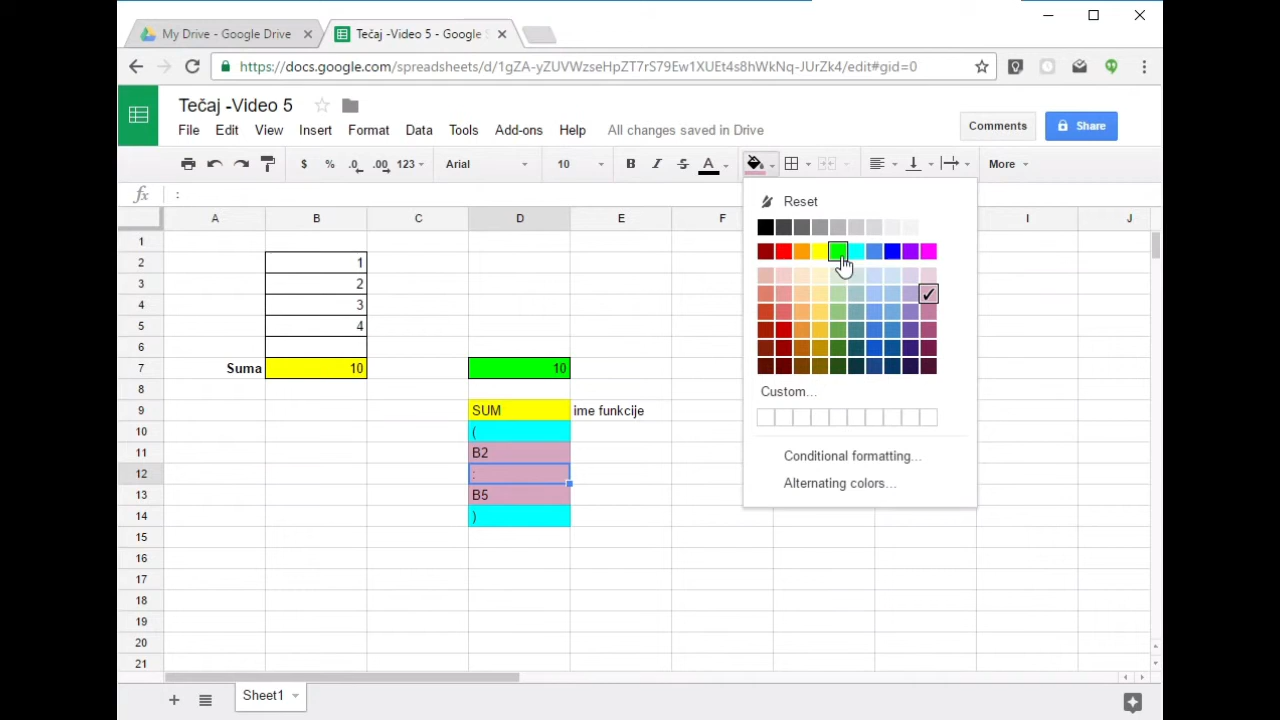 My Drive - Google Drive
Tečaj -Video 5 - Google S
https://docs.google.com/spreadsheets/d/1gZA-yZUVWzseHpZT7rS79Ew1XUEt4s8hWkNq-JUrZk4/edit#gid=0
Tečaj -Video 5
File Edit View Insert Format Data Tools Add-ons Help All changes saved in Drive
Comments Share
$ % .0 .00 123 Arial 10 B I S A More
fx :
A B C D E F I J
1
2 1
3 2
4 3
5 4
6
7 Suma 10 10
8
9 SUM ime funkcije
10 (
11 B2
12 :
13 B5
14 )
15
16
17
18
19
20
21
Reset
Custom...
Conditional formatting...
Alternating colors...
Sheet1